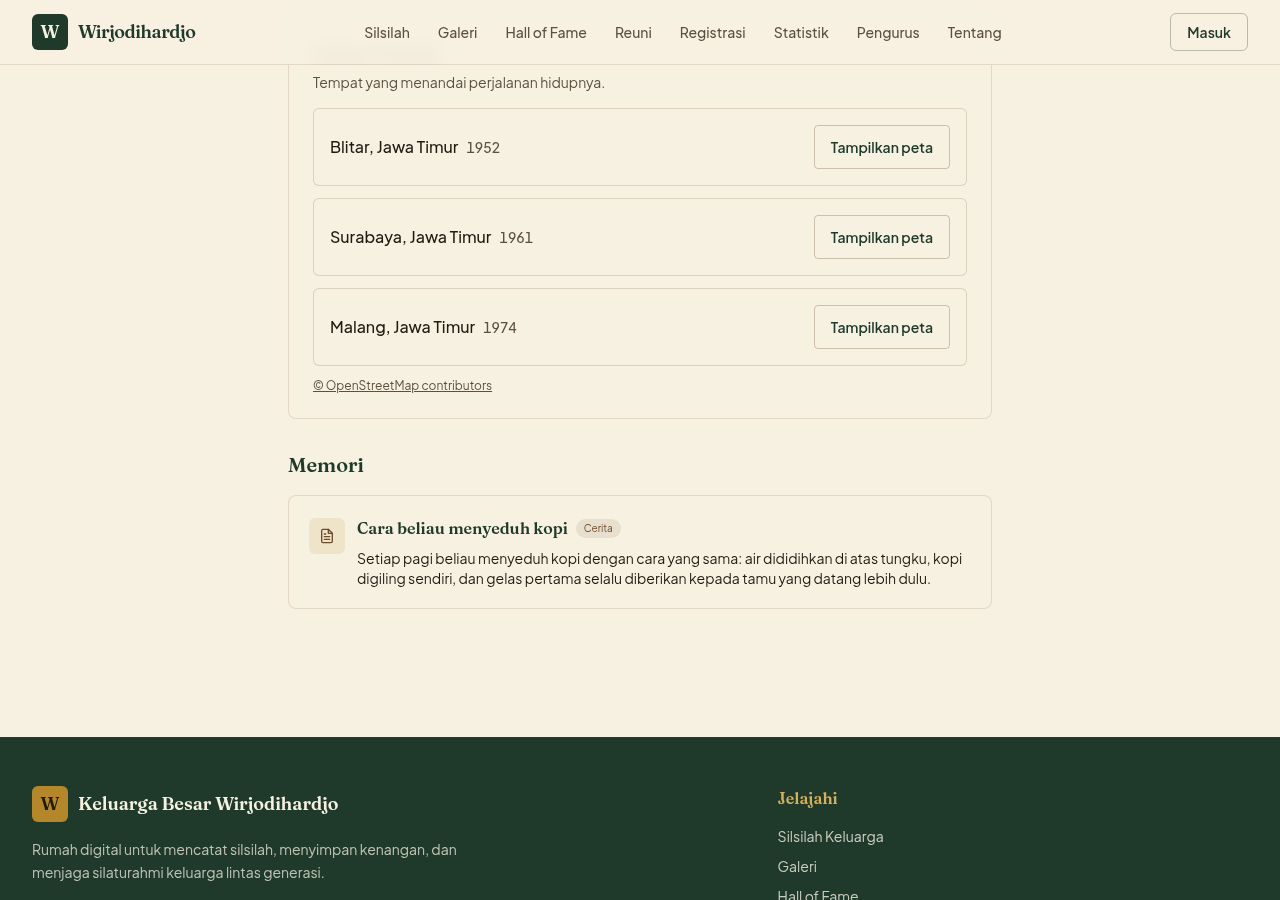 W Wirjodihardjo Silsilah Galeri Hall of Fame Reuni Registrasi Statistik Pengurus Tentang Masuk
Tempat yang menandai perjalanan hidupnya.
Blitar, Jawa Timur 1952 Tampilkan peta
Surabaya, Jawa Timur 1961 Tampilkan peta
Malang, Jawa Timur 1974 Tampilkan peta
© OpenStreetMap contributors
Memori
Cara beliau menyeduh kopi Cerita
Setiap pagi beliau menyeduh kopi dengan cara yang sama: air dididihkan di atas tungku, kopi
digiling sendiri, dan gelas pertama selalu diberikan kepada tamu yang datang lebih dulu.
W Keluarga Besar Wirjodihardjo
Rumah digital untuk mencatat silsilah, menyimpan kenangan, dan
menjaga silaturahmi keluarga lintas generasi.
Jelajahi
Silsilah Keluarga
Galeri
Hall of Fame